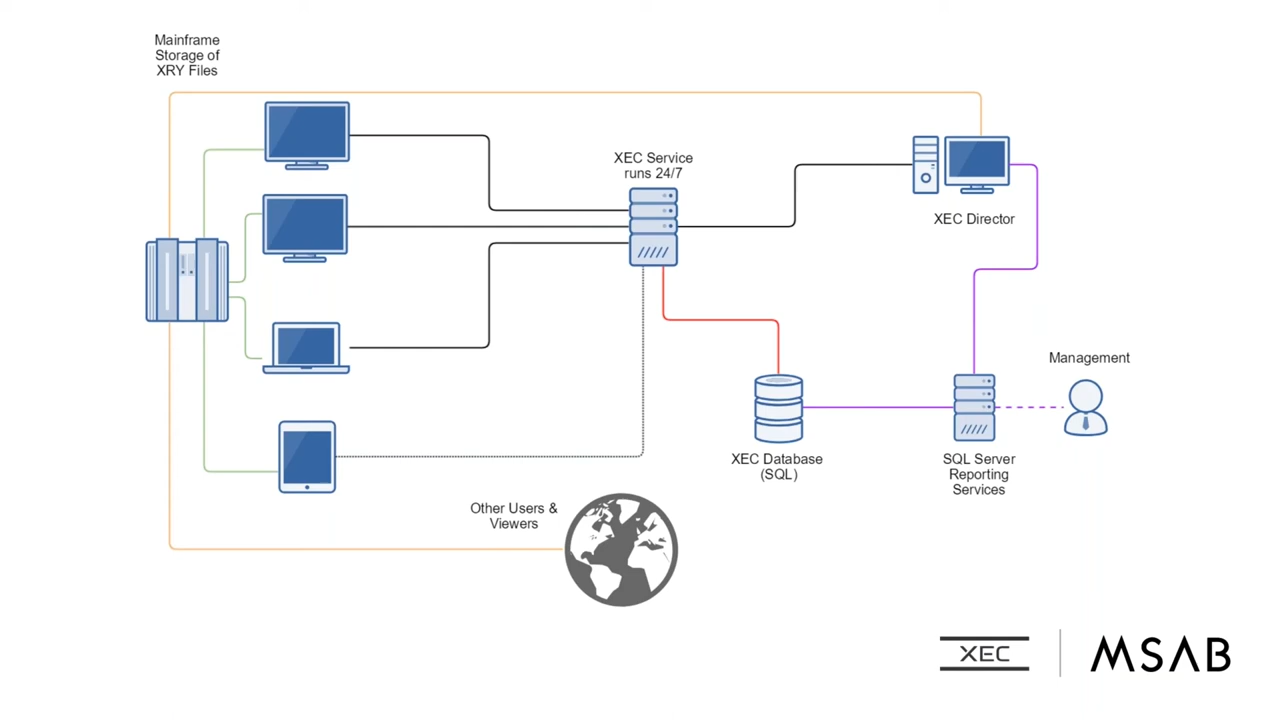 Mainframe
Storage of
XRY Files
XEC Service
runs 24/7
XEC Director
Management
XEC Database
(SQL)
SQL Server
Reporting
Services
Other Users &
Viewers
XEC
MSAB